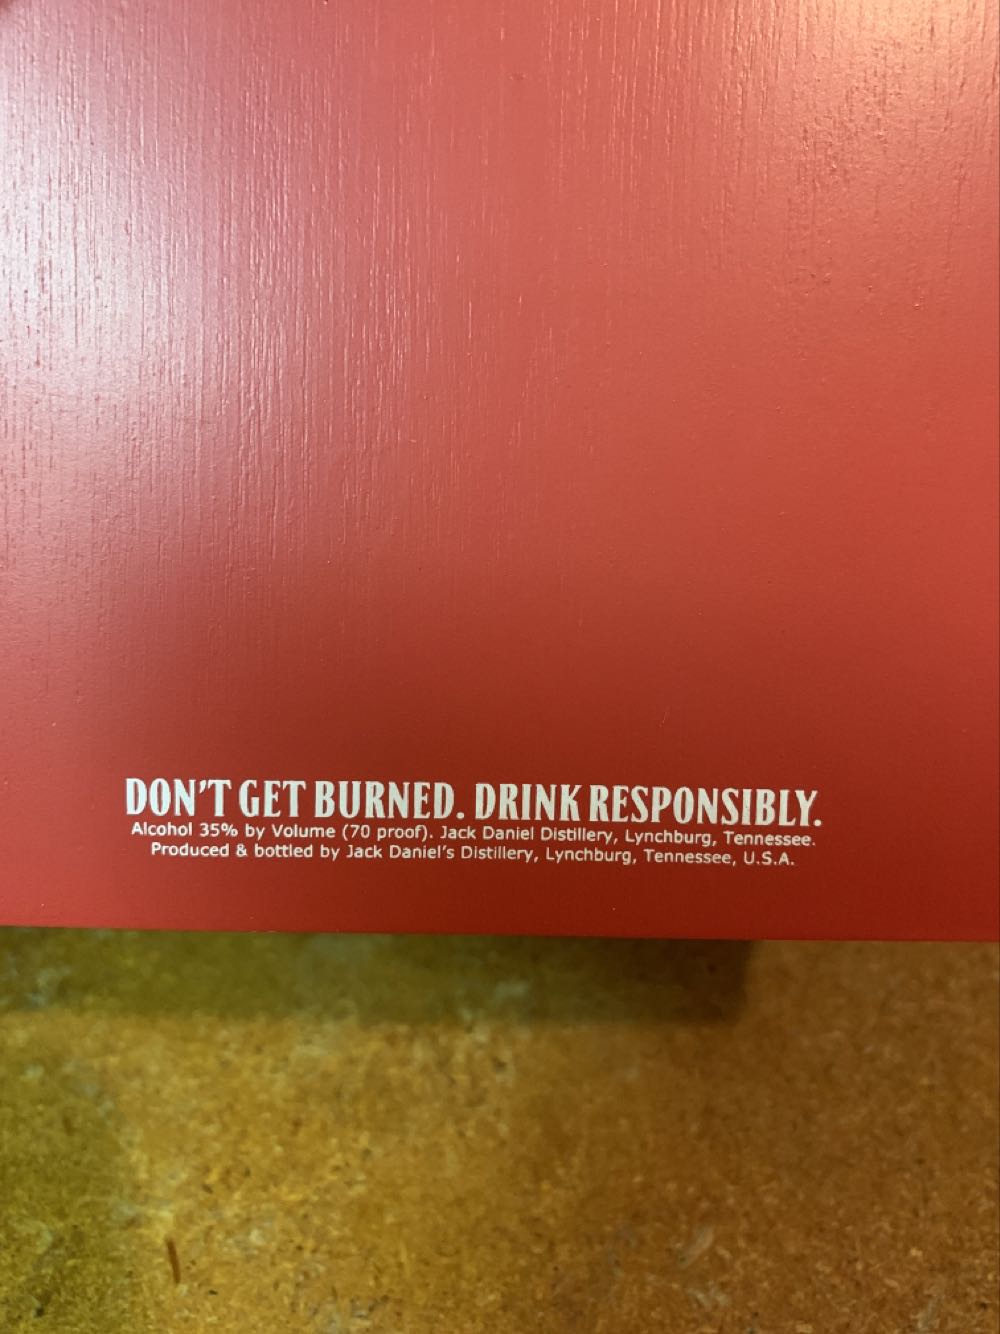 DON'T GET BURNED. DRINK RESPONSIBLY.
Alcohol 35% by Volume (70 proof). Jack Daniel Distillery, Lynchburg, Tennessee.
Produced & bottled by Jack Daniel's Distillery, Lynchburg, Tennessee, U.S.A.